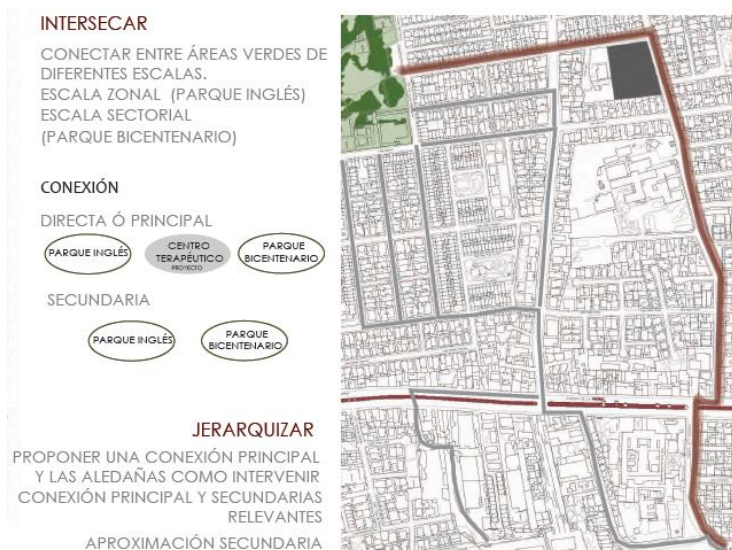 INTERSECAR
CONECTAR ENTRE ÁREAS VERDES DE
DIFERENTES ESCALAS.
ESCALA ZONAL (PARQUE INGLÉS)
ESCALA SECTORIAL
(PARQUE BICENTENARIO)
CONEXIÓN
DIRECTA Ó PRINCIPAL
PARQUE INGLÉS
CENTRO
TERAPÉUTICO
PROYECTO
PARQUE
BICENTENARIO
SECUNDARIA
PARQUE INGLÉS
PARQUE
BICENTENARIO
JERARQUIZAR
PROPONER UNA CONEXIÓN PRINCIPAL
Y LAS ALEDAÑAS COMO INTERVENIR
CONEXIÓN PRINCIPAL Y SECUNDARIAS
RELEVANTES
APROXIMACIÓN SECUNDARIA